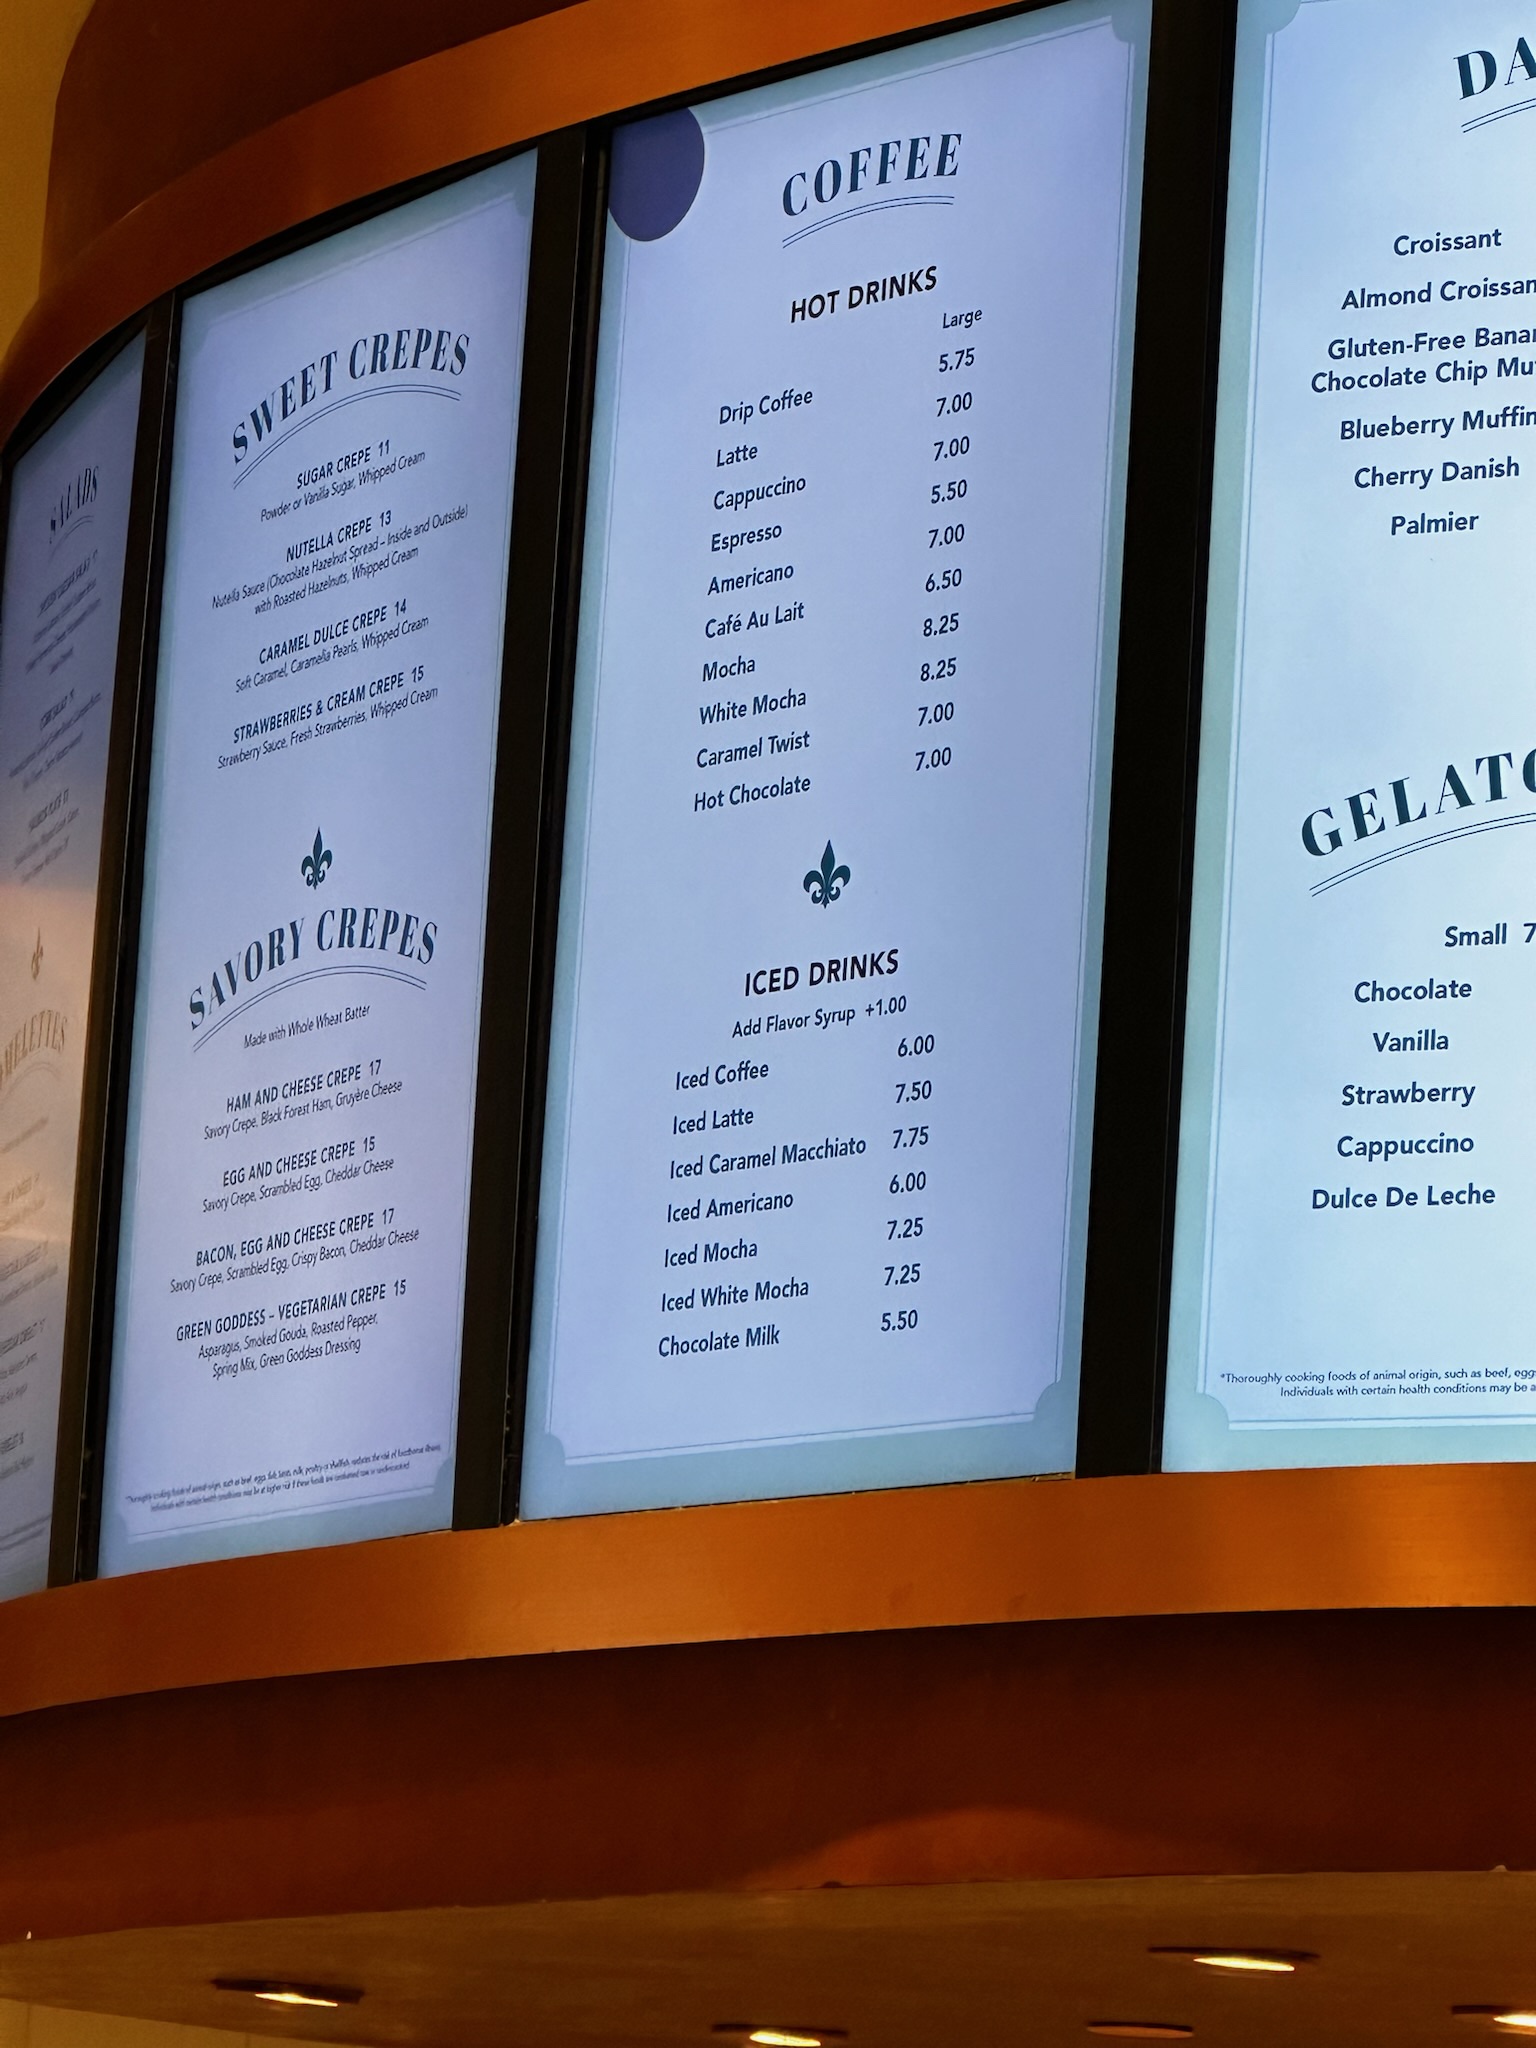 SALADS
SWEET CREPES
SUGAR CREPE 11
Powder or Vanilla Sugar, Whipped Cream
NUTELLA CREPE 13
Nutella Sauce (Chocolate Hazelnut Spread – Inside and Outside)
with Roasted Hazelnuts, Whipped Cream
CARAMEL DULCE CREPE 14
Soft Caramel, Caramelia Pearls, Whipped Cream
STRAWBERRIES & CREAM CREPE 15
Strawberry Sauce, Fresh Strawberries, Whipped Cream
SAVORY CREPES
Made with Whole Wheat Batter
HAM AND CHEESE CREPE 17
Savory Crepe, Black Forest Ham, Gruyère Cheese
EGG AND CHEESE CREPE 15
Savory Crepe, Scrambled Egg, Cheddar Cheese
BACON, EGG AND CHEESE CREPE 17
Savory Crepe, Scrambled Egg, Crispy Bacon, Cheddar Cheese
GREEN GODDESS – VEGETARIAN CREPE 15
Asparagus, Smoked Gouda, Roasted Pepper,
Spring Mix, Green Goddess Dressing
COFFEE
HOT DRINKS
Large
Drip Coffee 5.75
Latte 7.00
Cappuccino 7.00
Espresso 5.50
Americano 7.00
Café Au Lait 6.50
Mocha 8.25
White Mocha 8.25
Caramel Twist 7.00
Hot Chocolate 7.00
ICED DRINKS
Add Flavor Syrup +1.00
Iced Coffee 6.00
Iced Latte 7.50
Iced Caramel Macchiato 7.75
Iced Americano 6.00
Iced Mocha 7.25
Iced White Mocha 7.25
Chocolate Milk 5.50
DA
Croissant
Almond Croissan
Gluten-Free Bana
Chocolate Chip Mu
Blueberry Muffin
Cherry Danish
Palmier
GELATO
Small 7
Chocolate
Vanilla
Strawberry
Cappuccino
Dulce De Leche
*Thoroughly cooking foods of animal origin, such as beef, eggs
Individuals with certain health conditions may be a